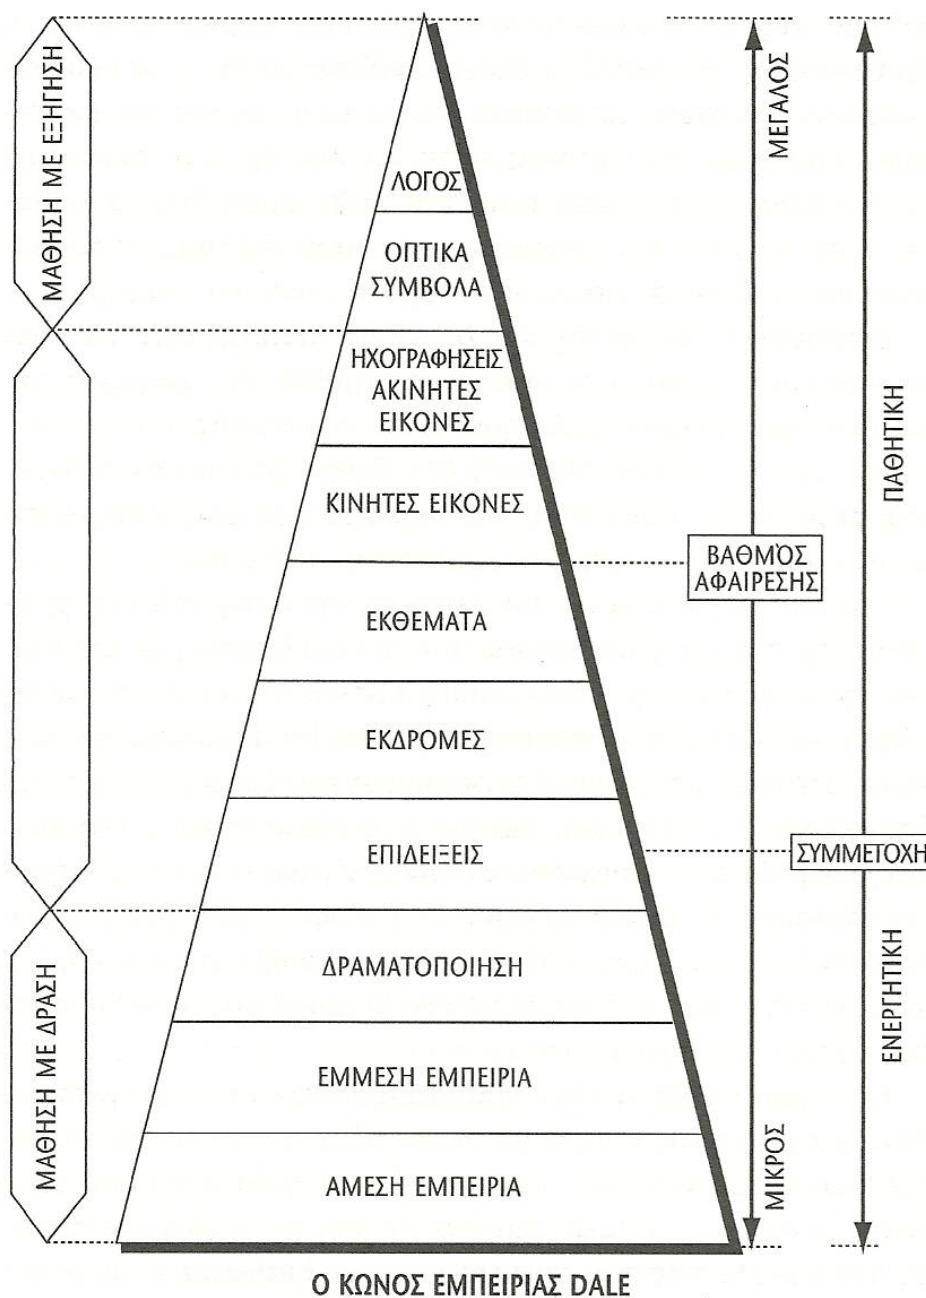 ΜΑΘΗΣΗ ΜΕ ΕΞΗΓΗΣΗ
ΜΑΘΗΣΗ ΜΕ ΔΡΑΣΗ
ΛΟΓΟΣ
ΟΠΤΙΚΑ
ΣΥΜΒΟΛΑ
ΗΧΟΓΡΑΦΗΣΕΙΣ
ΑΚΙΝΗΤΕΣ
ΕΙΚΟΝΕΣ
ΚΙΝΗΤΕΣ ΕΙΚΟΝΕΣ
ΕΚΘΕΜΑΤΑ
ΕΚΔΡΟΜΕΣ
ΕΠΙΔΕΙΞΕΙΣ
ΔΡΑΜΑΤΟΠΟΙΗΣΗ
ΕΜΜΕΣΗ ΕΜΠΕΙΡΙΑ
ΑΜΕΣΗ ΕΜΠΕΙΡΙΑ
ΜΕΓΑΛΟΣ
ΒΑΘΜΌΣ
ΑΦΑΙΡΕΣΗΣ
ΜΙΚΡΟΣ
ΠΑΘΗΤΙΚΗ
ΣΥΜΜΕΤΟΧΗ
ΕΝΕΡΓΗΤΙΚΗ
Ο ΚΩΝΟΣ ΕΜΠΕΙΡΙΑΣ DALE